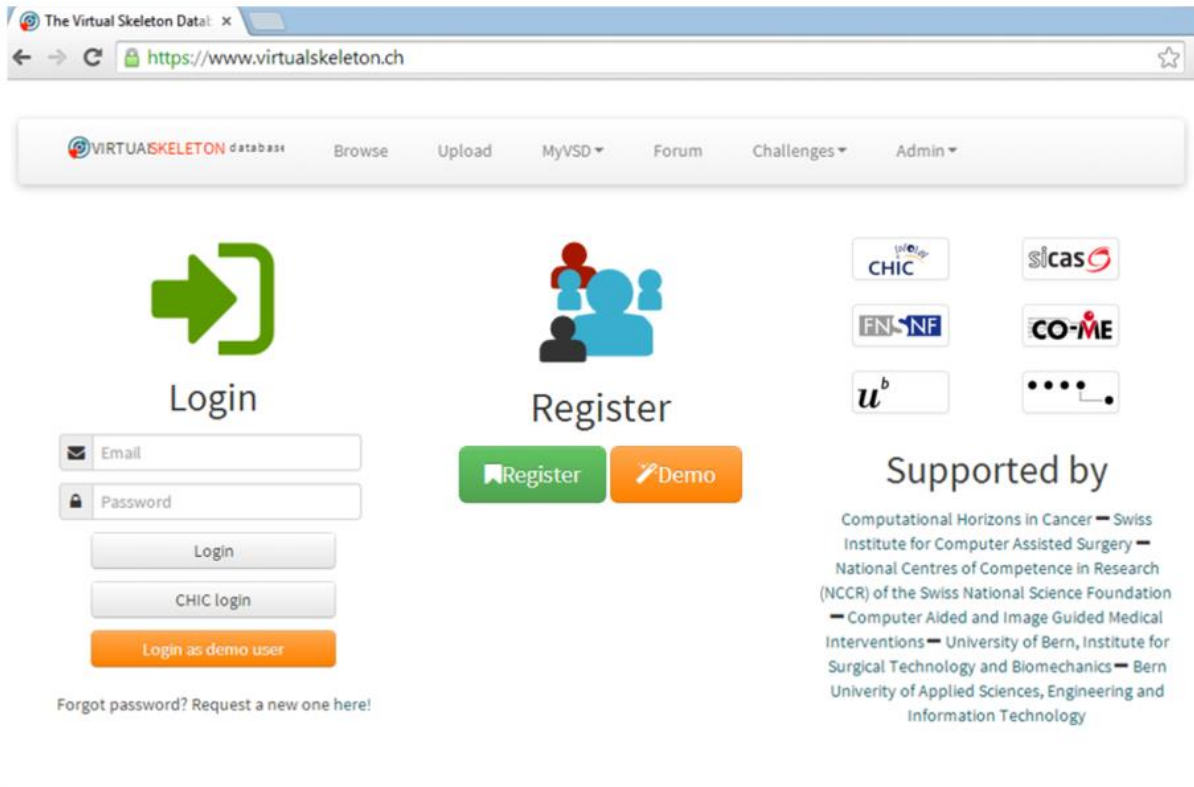 The Virtual Skeleton Datab
https://www.virtualskeleton.ch
VIRTUALSKELETON database Browse Upload MyVSD Forum Challenges Admin
Login
Email
Password
Login
CHIC login
Login as demo user
Forgot password? Request a new one here!
Register
Register Demo
CHIC sicas
FNSNF CO-ME
u^b
Supported by
Computational Horizons in Cancer – Swiss
Institute for Computer Assisted Surgery –
National Centres of Competence in Research
(NCCR) of the Swiss National Science Foundation
– Computer Aided and Image Guided Medical
Interventions – University of Bern, Institute for
Surgical Technology and Biomechanics – Bern
Univerity of Applied Sciences, Engineering and
Information Technology